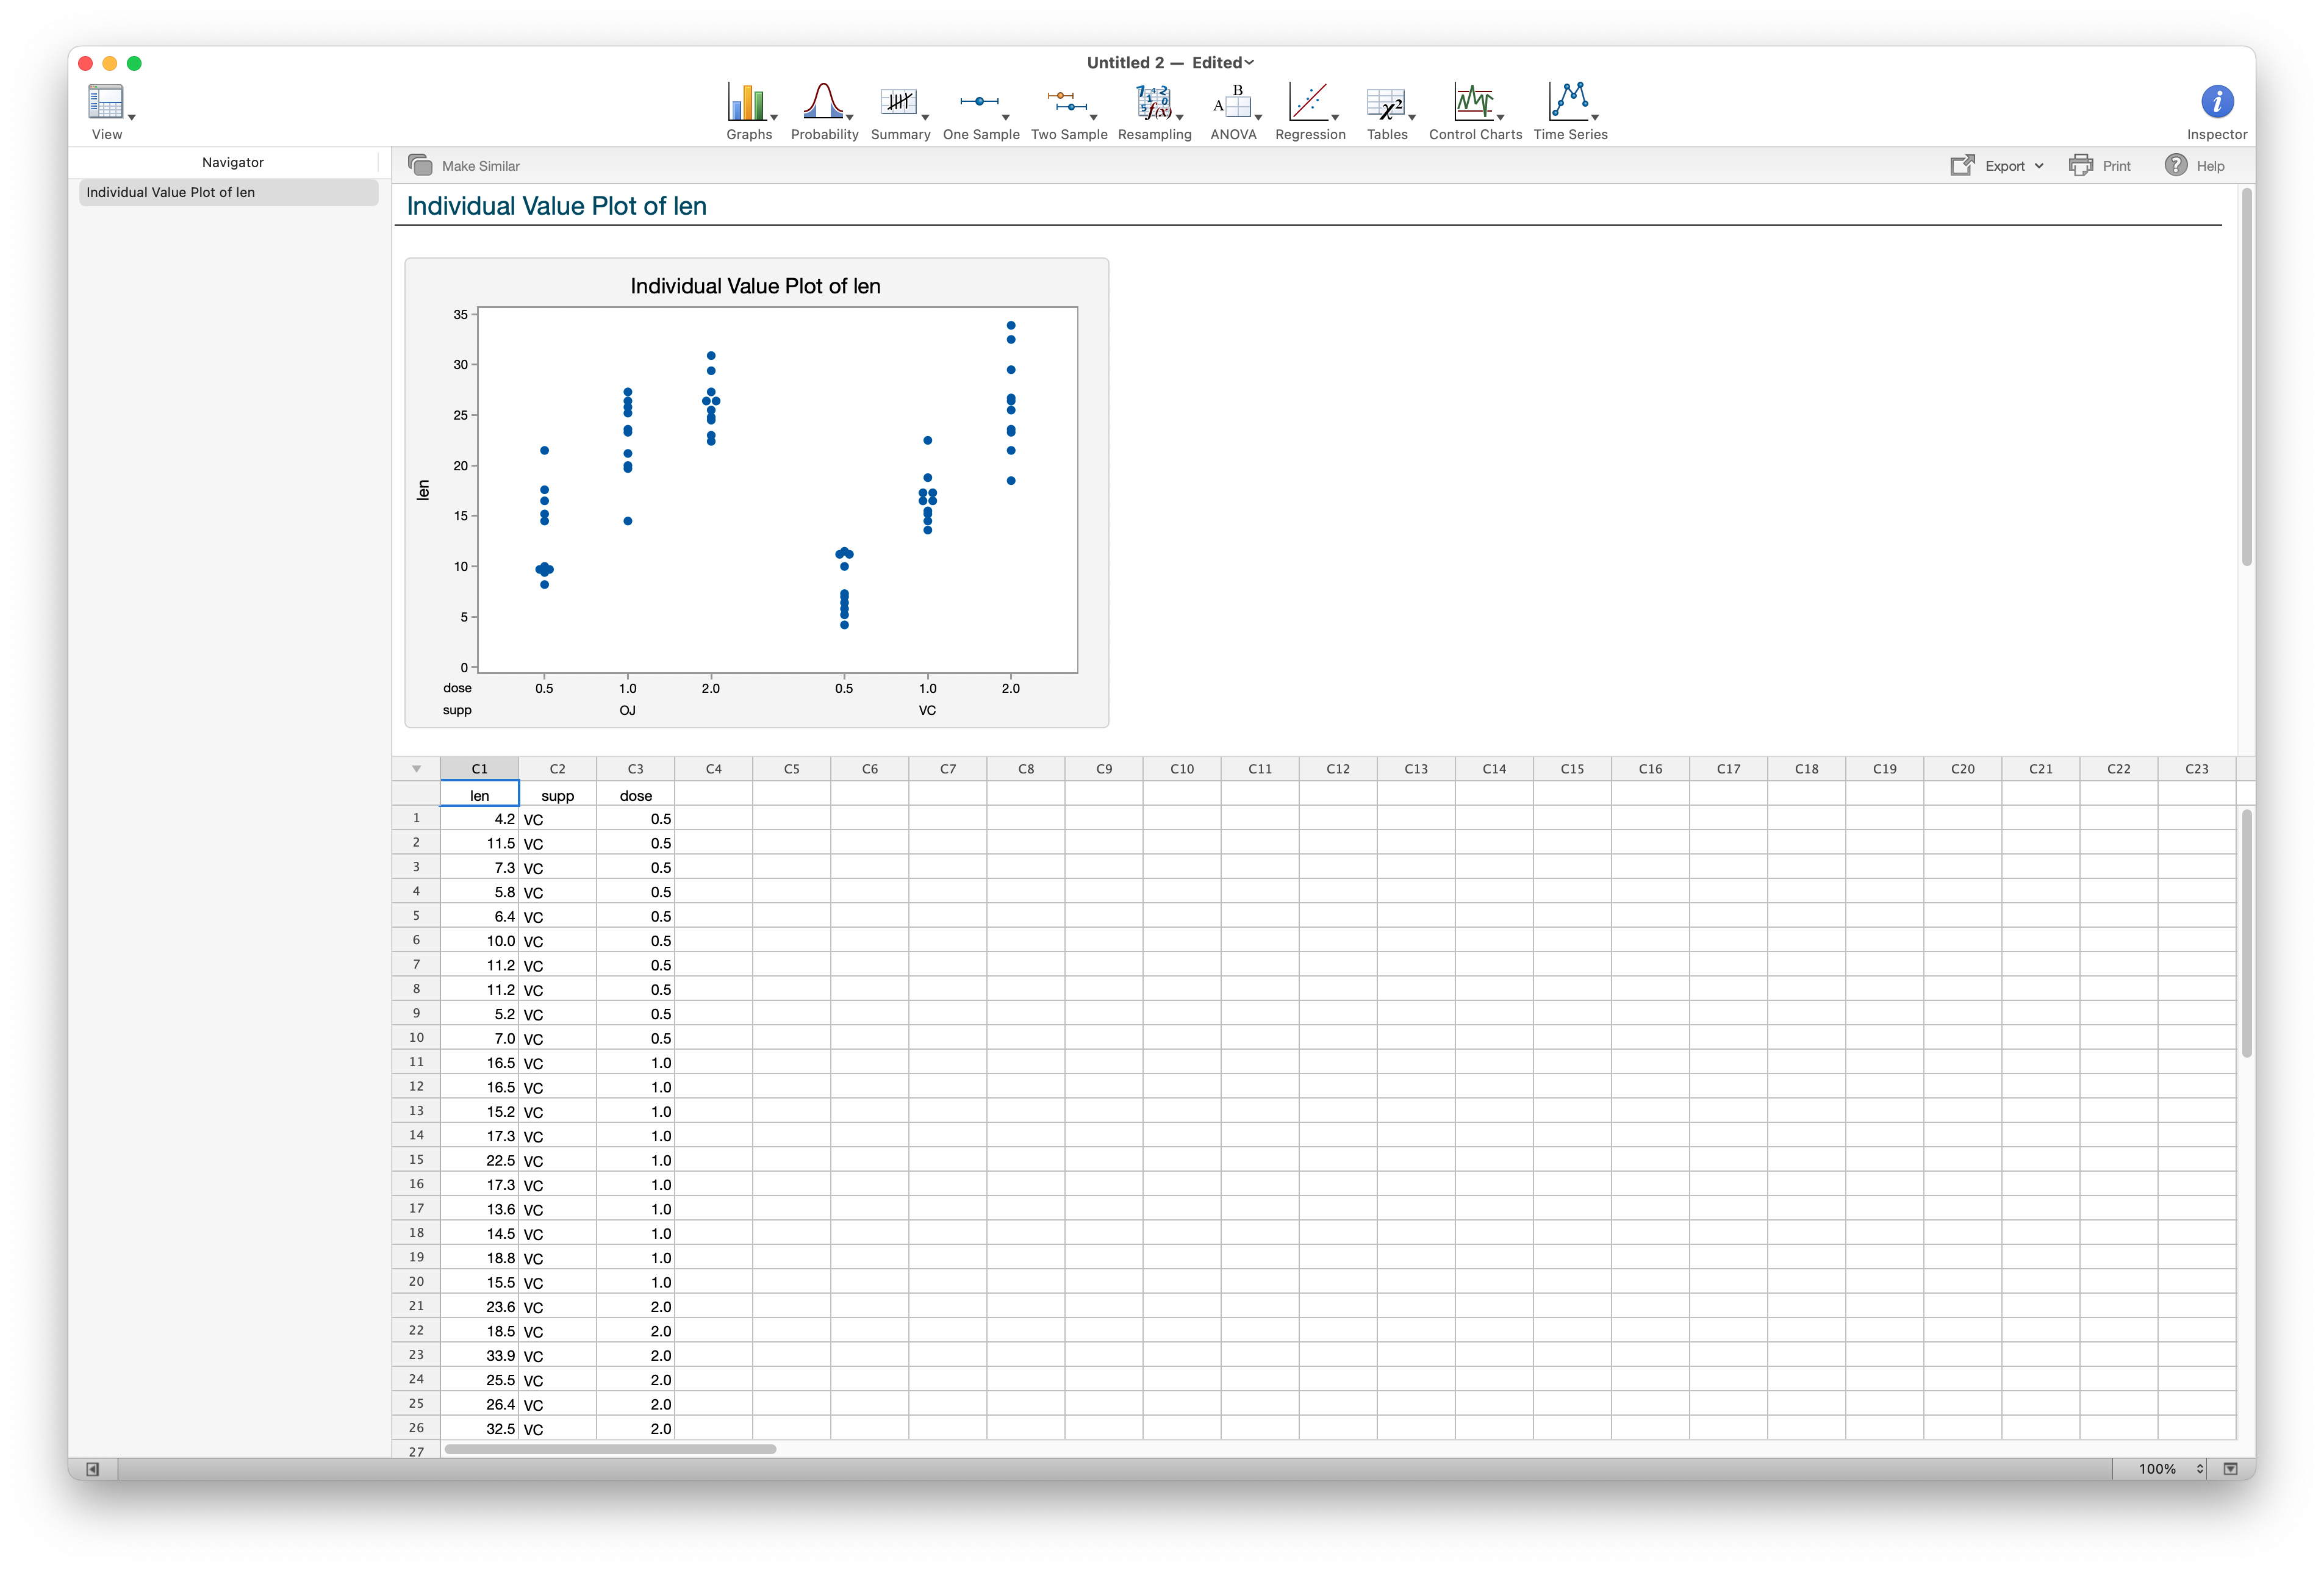 Untitled 2 — Edited
View
Graphs Probability Summary One Sample Two Sample Resampling ANOVA Regression Tables Control Charts Time Series
Inspector
Navigator
Individual Value Plot of len
Make Similar
Export Print Help
Individual Value Plot of len
Individual Value Plot of len
35
30
25
20
15
10
5
0
len
dose 0.5 1.0 2.0 0.5 1.0 2.0
supp OJ VC
C1 C2 C3 C4 C5 C6 C7 C8 C9 C10 C11 C12 C13 C14 C15 C16 C17 C18 C19 C20 C21 C22 C23
len supp dose
1 4.2 VC 0.5
2 11.5 VC 0.5
3 7.3 VC 0.5
4 5.8 VC 0.5
5 6.4 VC 0.5
6 10.0 VC 0.5
7 11.2 VC 0.5
8 11.2 VC 0.5
9 5.2 VC 0.5
10 7.0 VC 0.5
11 16.5 VC 1.0
12 16.5 VC 1.0
13 15.2 VC 1.0
14 17.3 VC 1.0
15 22.5 VC 1.0
16 17.3 VC 1.0
17 13.6 VC 1.0
18 14.5 VC 1.0
19 18.8 VC 1.0
20 15.5 VC 1.0
21 23.6 VC 2.0
22 18.5 VC 2.0
23 33.9 VC 2.0
24 25.5 VC 2.0
25 26.4 VC 2.0
26 32.5 VC 2.0
27
100%